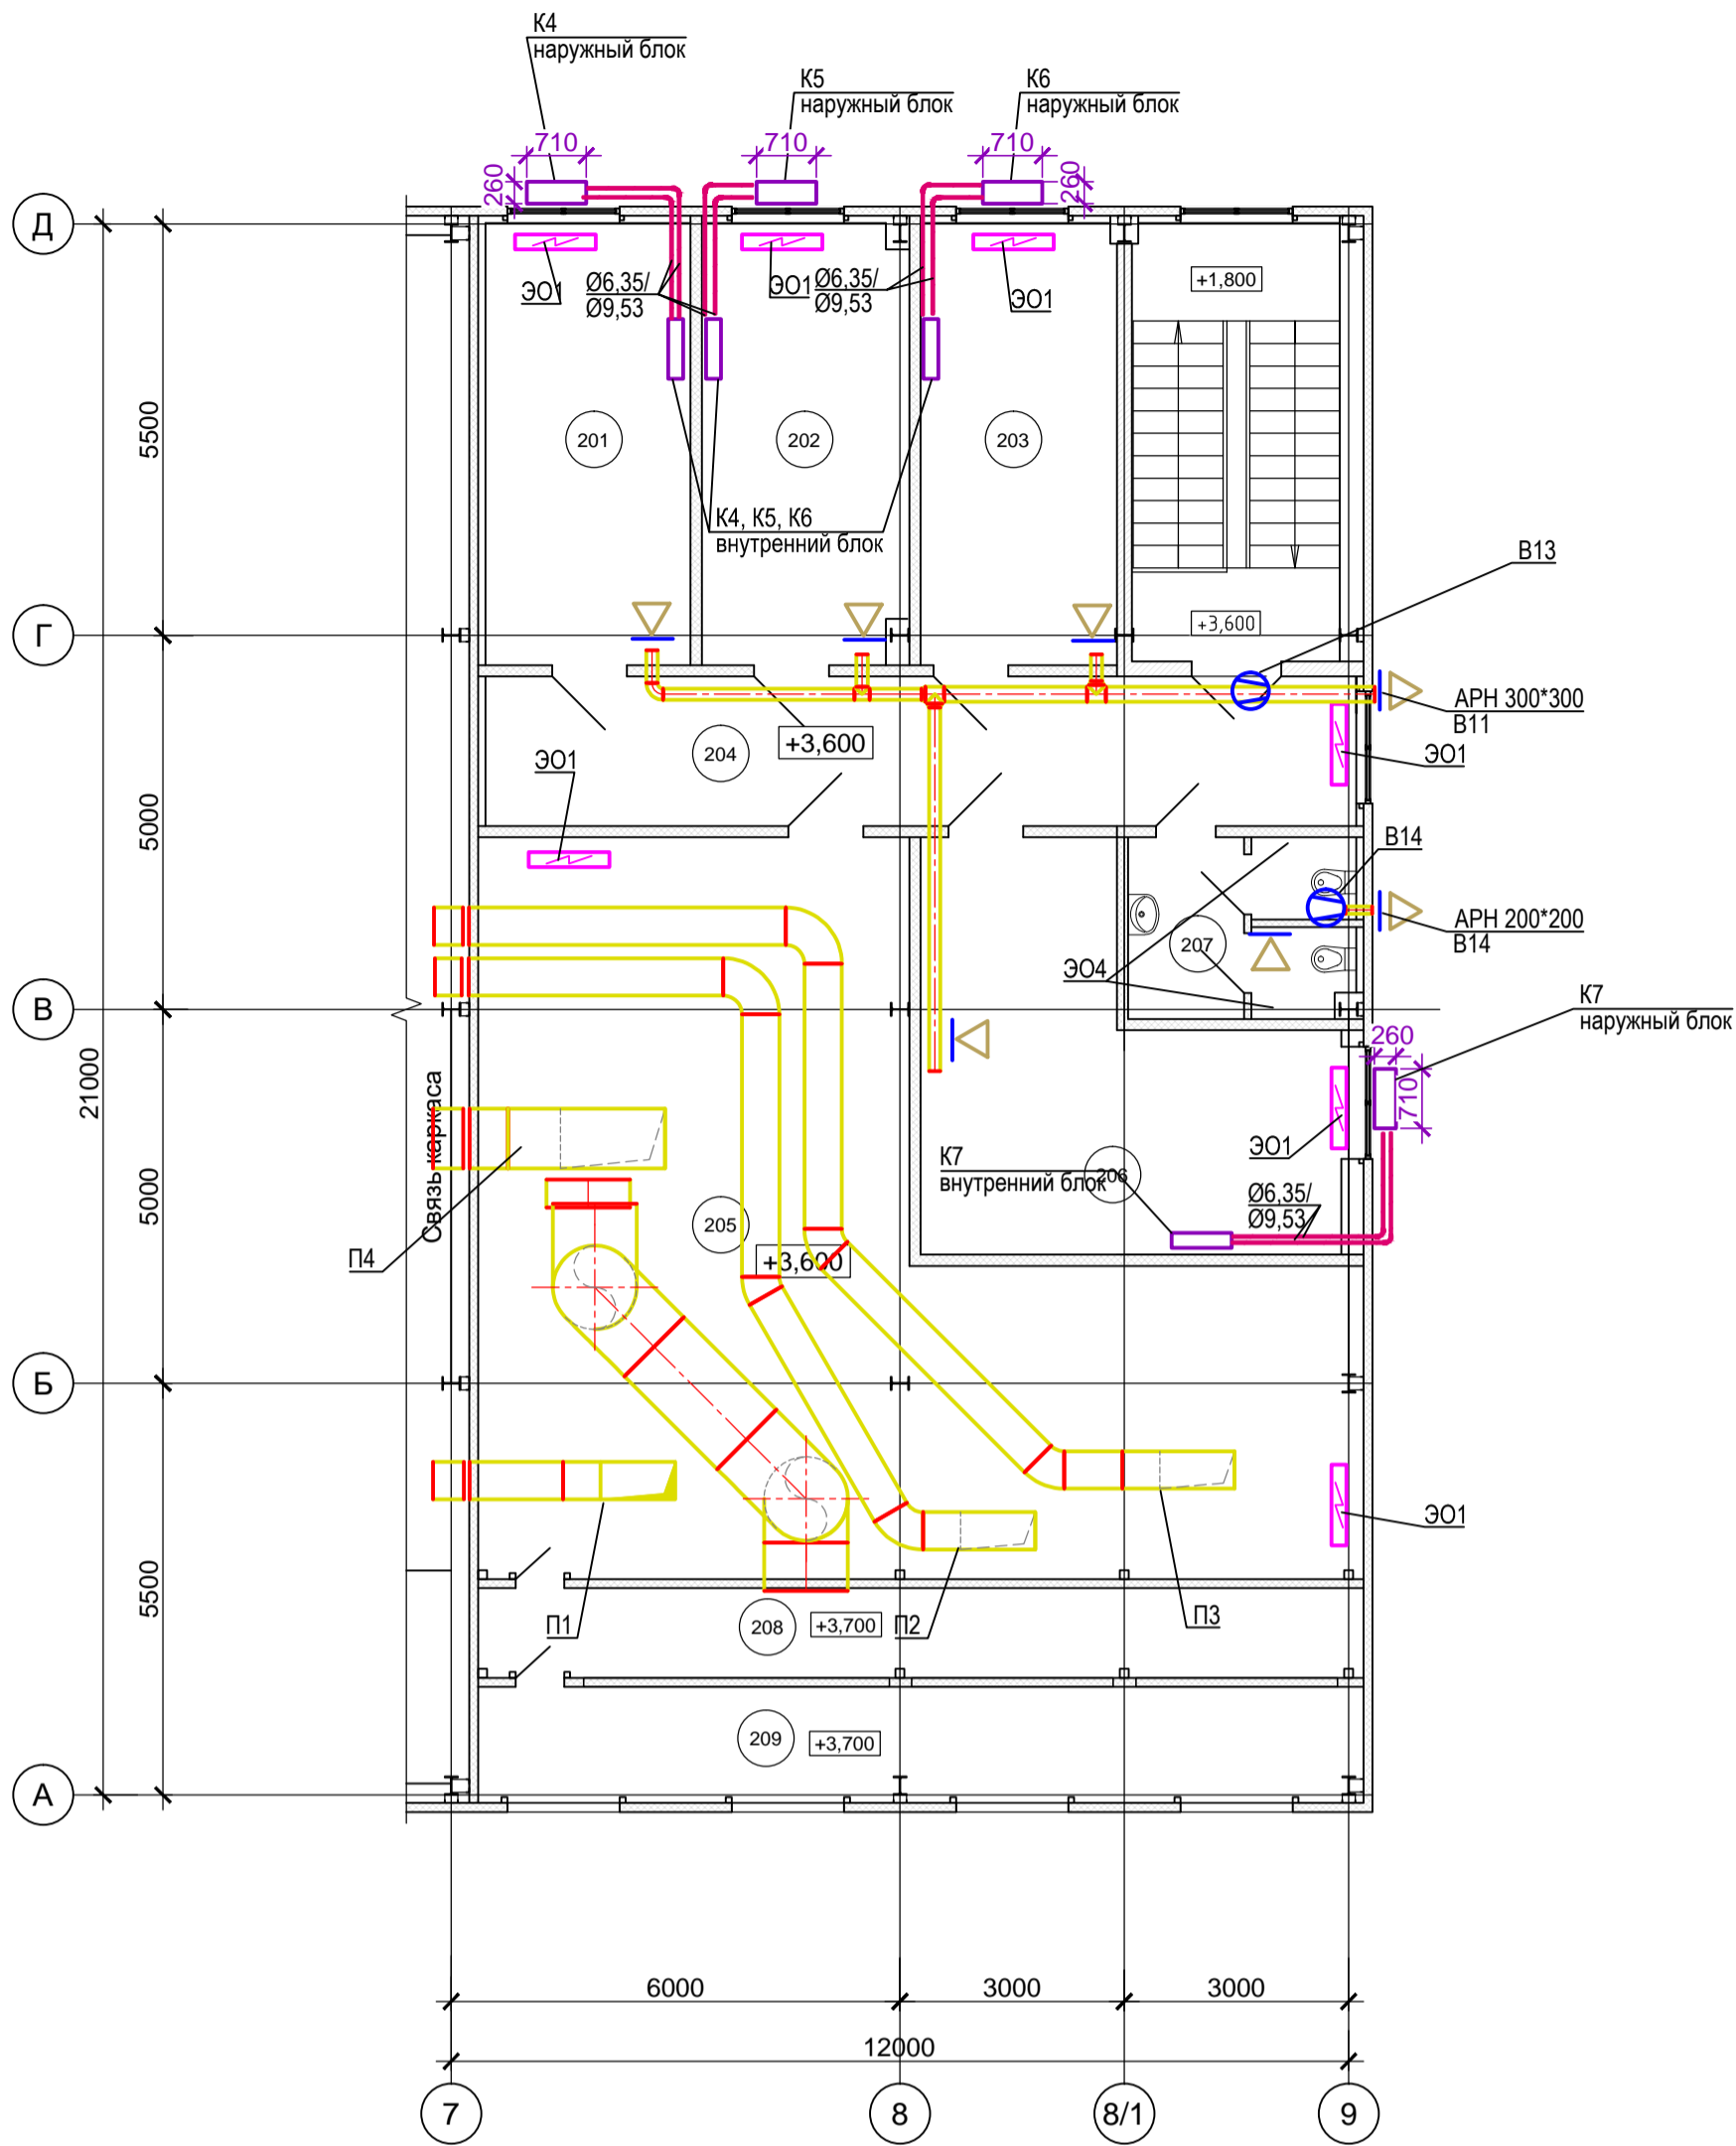 К4
наружный блок
К5
наружный блок
К6
наружный блок
710
710
710
260
260
Д
ЭО1
Ø6,35/
Ø9,53
ЭО1
Ø6,35/
Ø9,53
ЭО1
+1,800
5500
201
202
203
К4, К5, К6
внутренний блок
В13
Г
+3,600
АРН 300*300
В11
204
+3,600
ЭО1
ЭО1
5000
В14
АРН 200*200
В14
207
ЭО4
В
К7
наружный блок
260
710
21000
Связь каркаса
ЭО1
К7
внутренний блок
206
Ø6,35/
Ø9,53
5000
205
+3,600
П4
Б
ЭО1
5500
П1
208
+3,700
П2
П3
209
+3,700
А
6000
3000
3000
12000
7
8
8/1
9